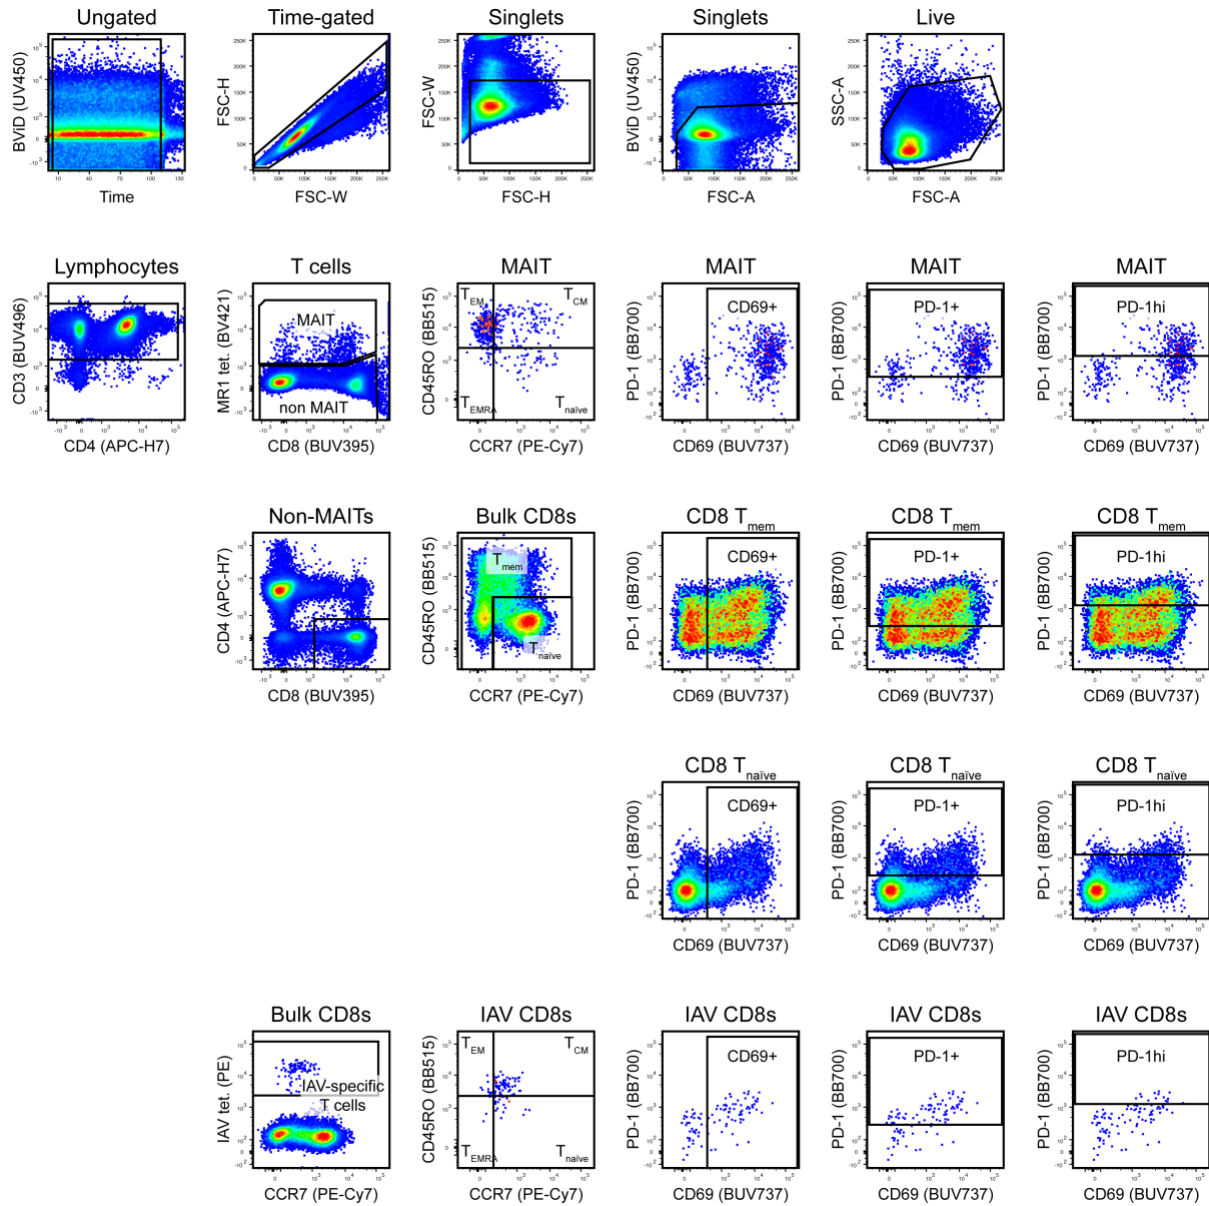 Ungated
Time-gated
Singlets
Singlets
Live
BViD (UV450)
Time
FSC-H
FSC-W
FSC-W
FSC-H
BViD (UV450)
FSC-A
SSC-A
FSC-A
Lymphocytes
T cells
MAIT
MAIT
MAIT
MAIT
CD3 (BUV496)
CD4 (APC-H7)
MR1 tet. (BV421)
MAIT
non MAIT
CD8 (BUV395)
CD45RO (BB515)
TEM
TCM
TEMRA
Tnaïve
CCR7 (PE-Cy7)
PD-1 (BB700)
CD69+
CD69 (BUV737)
PD-1 (BB700)
PD-1+
CD69 (BUV737)
PD-1 (BB700)
PD-1hi
CD69 (BUV737)
Non-MAITs
Bulk CD8s
CD8 Tmem
CD8 Tmem
CD8 Tmem
CD4 (APC-H7)
CD8 (BUV395)
CD45RO (BB515)
Tmem
Tnaïve
CCR7 (PE-Cy7)
PD-1 (BB700)
CD69+
CD69 (BUV737)
PD-1 (BB700)
PD-1+
CD69 (BUV737)
PD-1 (BB700)
PD-1hi
CD69 (BUV737)
CD8 Tnaïve
CD8 Tnaïve
CD8 Tnaïve
PD-1 (BB700)
CD69+
CD69 (BUV737)
PD-1 (BB700)
PD-1+
CD69 (BUV737)
PD-1 (BB700)
PD-1hi
CD69 (BUV737)
Bulk CD8s
IAV CD8s
IAV CD8s
IAV CD8s
IAV CD8s
IAV tet. (PE)
IAV-specific
T cells
CCR7 (PE-Cy7)
CD45RO (BB515)
TEM
TCM
TEMRA
Tnaïve
CCR7 (PE-Cy7)
PD-1 (BB700)
CD69+
CD69 (BUV737)
PD-1 (BB700)
PD-1+
CD69 (BUV737)
PD-1 (BB700)
PD-1hi
CD69 (BUV737)